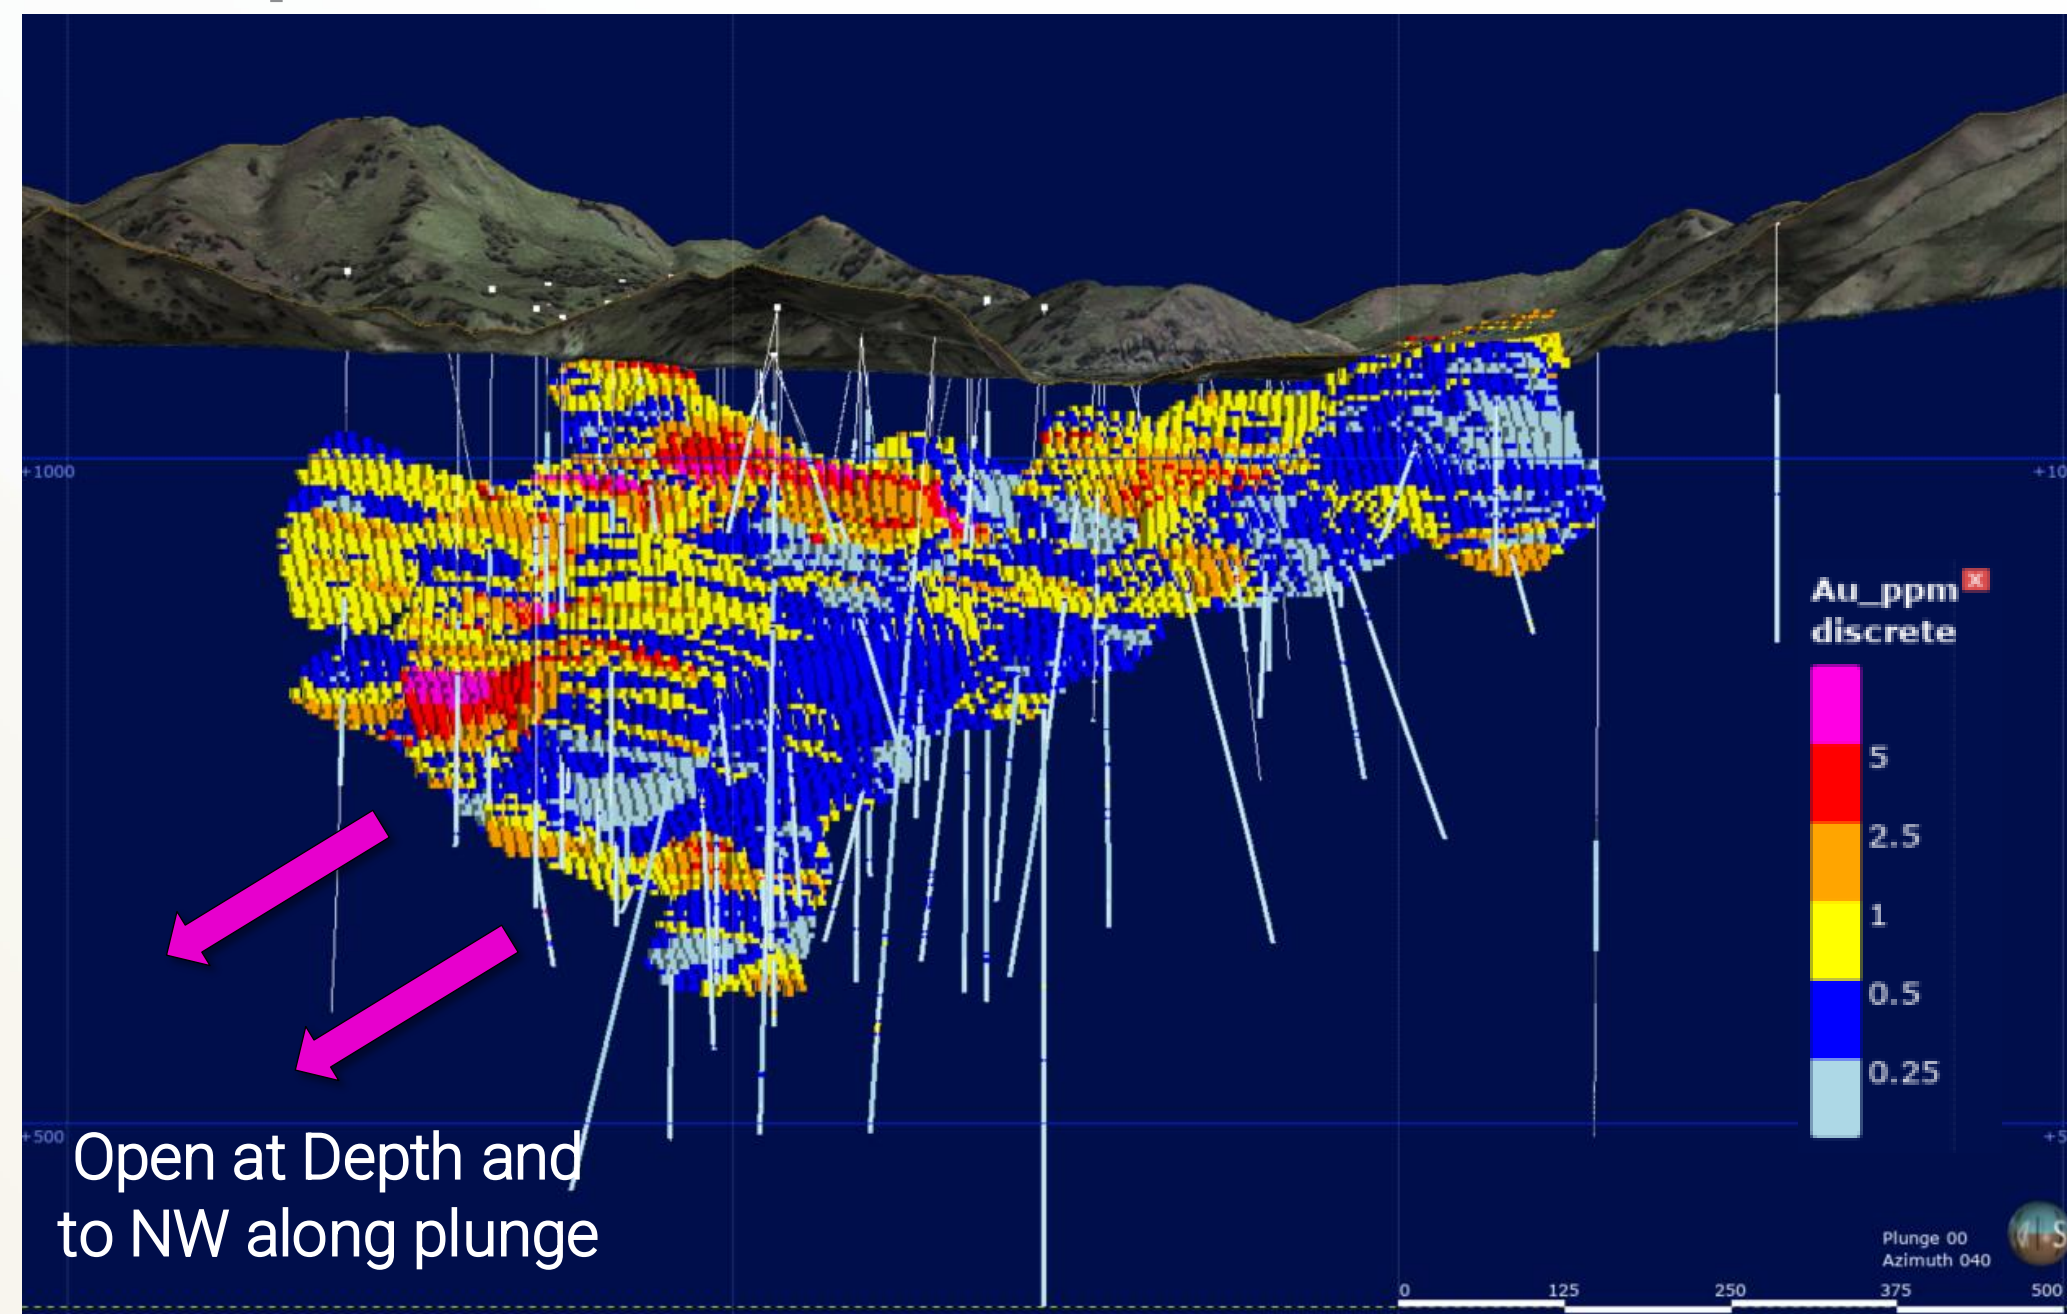 +1000
+10
Au_ppm
discrete
5
2.5
1
0.5
0.25
+500
+5
Open at Depth and
to NW along plunge
Plunge 00
Azimuth 040
0 125 250 375 500